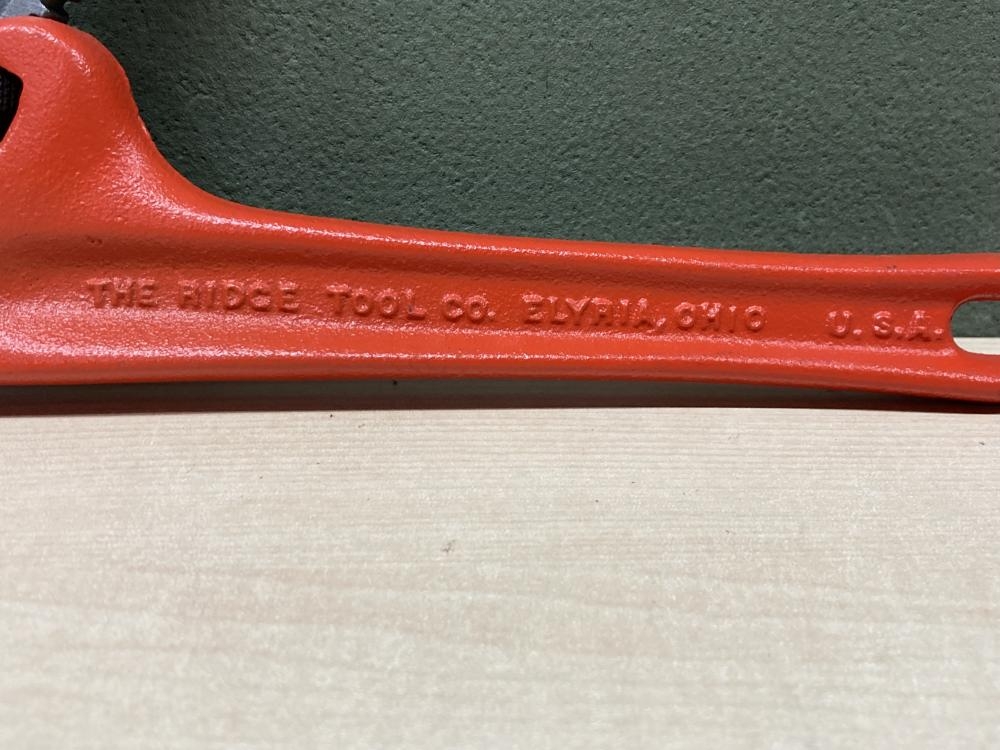 THE RIDGE TOOL CO. ELYRIA, OHIO U.S.A.